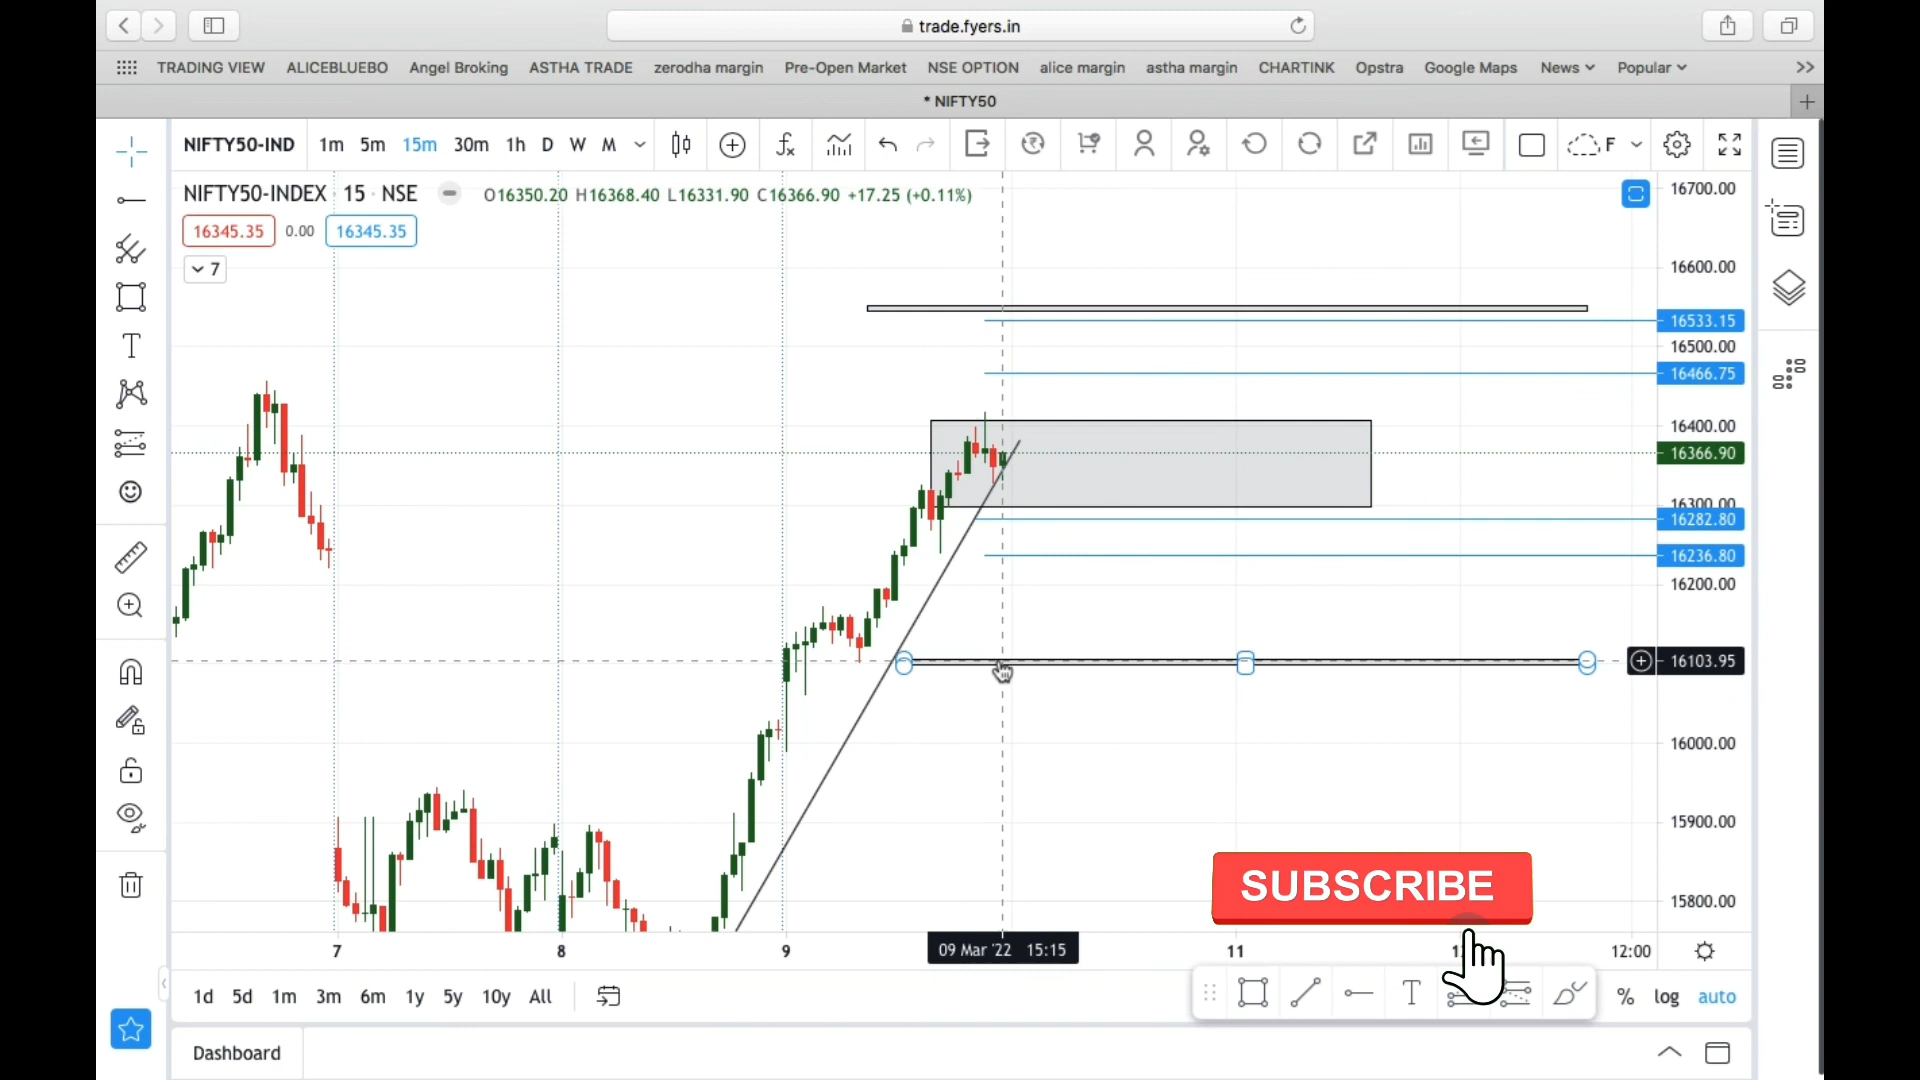 trade.fyers.in
TRADING VIEW ALICEBLUEBO Angel Broking ASTHA TRADE zerodha margin Pre-Open Market NSE OPTION alice margin astha margin CHARTINK Opstra Google Maps News Popular
* NIFTY50
NIFTY50-IND 1m 5m 15m 30m 1h D W M F
NIFTY50-INDEX · 15 · NSE O16350.20 H16368.40 L16331.90 C16366.90 +17.25 (+0.11%)
16345.35 0.00 16345.35
7
16700.00
16600.00
16533.15
16500.00
16466.75
16400.00
16366.90
16300.00
16282.80
16236.80
16200.00
16103.95
16000.00
15900.00
15800.00
SUBSCRIBE
7 8 9 09 Mar '22 15:15 11 12:00
1d 5d 1m 3m 6m 1y 5y 10y All T % log auto
Dashboard